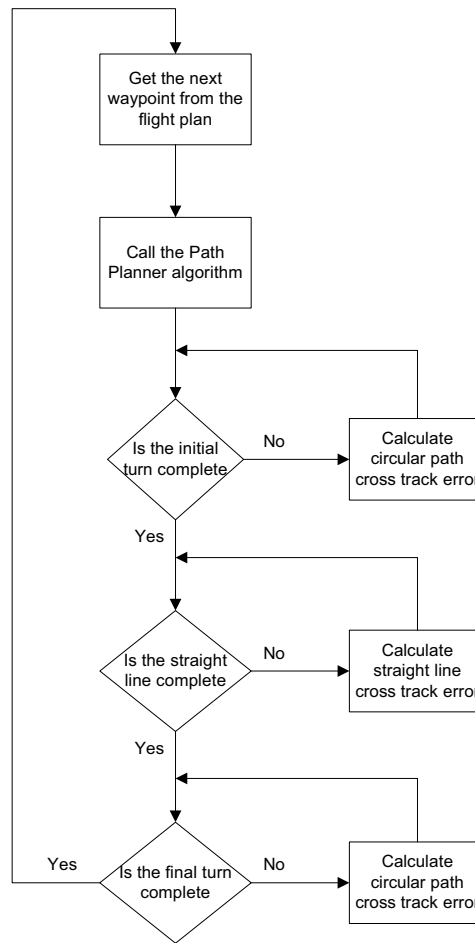 Get the next
waypoint from the
flight plan
Call the Path
Planner algorithm
Is the initial
turn complete
No
Calculate
circular path
cross track error
Yes
Is the straight
line complete
No
Calculate
straight line
cross track error
Yes
Yes
Is the final turn
complete
No
Calculate
circular path
cross track error